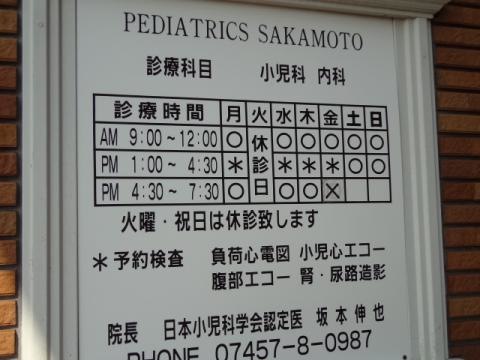 PEDIATRICS SAKAMOTO
診療科目 小児科 内科
診療時間 月 火 水 木 金 土 日
AM 9:00~12:00 ○ 休 ○ ○ ○ ○ ○
PM 1:00~4:30 * 診 * * * ○ ○
PM 4:30~7:30 ○ 日 ○ ○ ×
火曜・祝日は休診致します
*予約検査 負荷心電図 小児心エコー
腹部エコー 腎・尿路造影
院長 日本小児科学会認定医 坂本伸也
PHONE 07457-8-0987